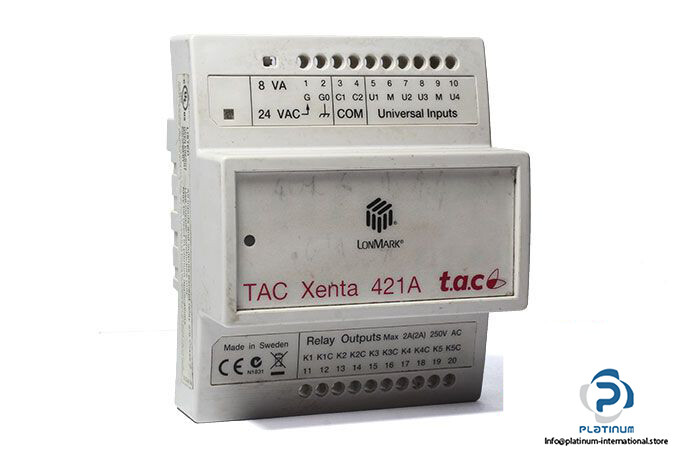 8 VA 1 2 3 4 5 6 7 8 9 10
G G0 C1 C2 U1 M U2 U3 M U4
24 VAC COM Universal Inputs
LONMARK®
TAC Xenta 421A t.a.c
Made in Sweden
CE N1831
Relay Outputs Max 2A(2A) 250V AC
K1 K1C K2 K2C K3 K3C K4 K4C K5 K5C
11 12 13 14 15 16 17 18 19 20
PLATINUM
Info@platinum-international.store